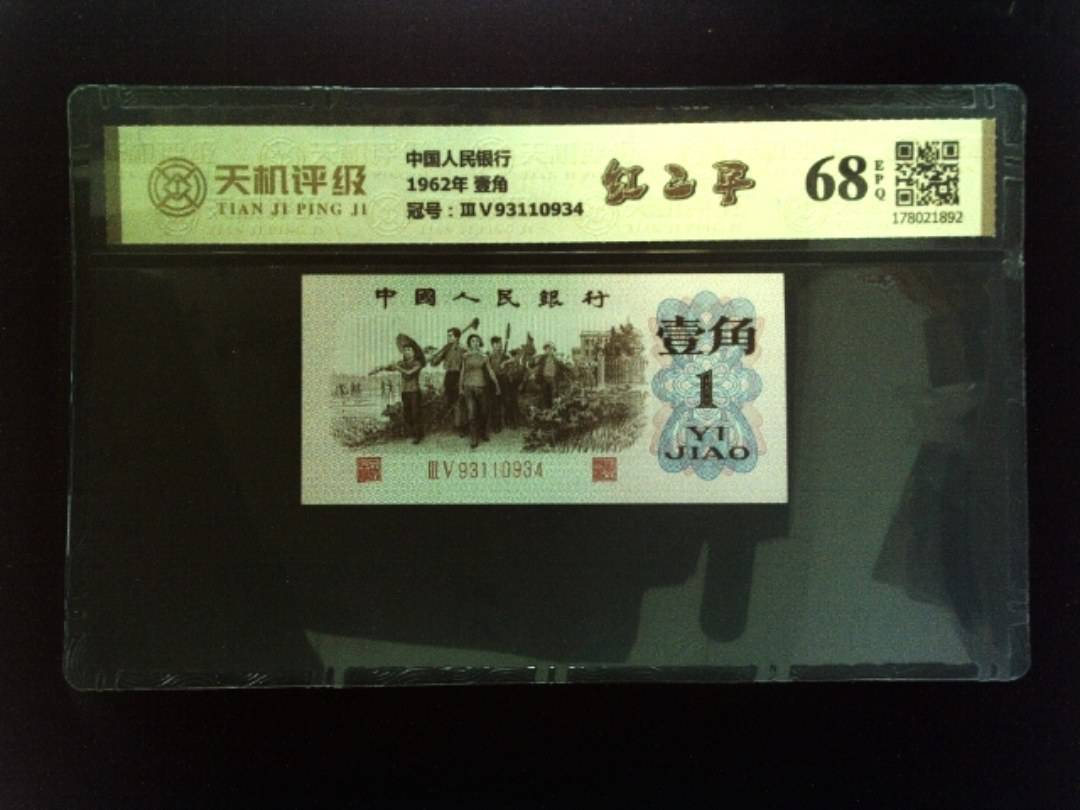 天机评级
TIAN JI PING JI
中国人民银行
1962年 壹角
冠号：ⅢⅤ93110934
红二平
68
EPQ
178021892
中國人民銀行
壹角
1
YI
JIAO
ⅢⅤ93110934